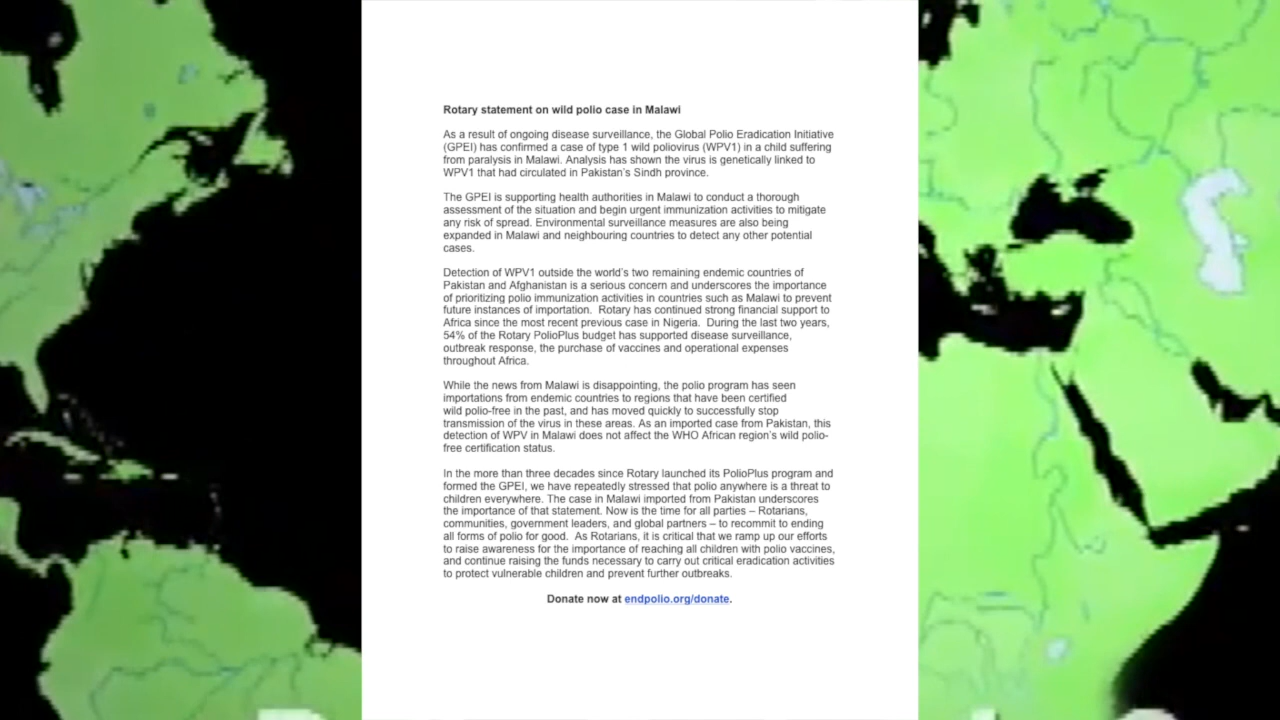 Rotary statement on wild polio case in Malawi
As a result of ongoing disease surveillance, the Global Polio Eradication Initiative
(GPEI) has confirmed a case of type 1 wild poliovirus (WPV1) in a child suffering
from paralysis in Malawi. Analysis has shown the virus is genetically linked to
WPV1 that had circulated in Pakistan's Sindh province.
The GPEI is supporting health authorities in Malawi to conduct a thorough
assessment of the situation and begin urgent immunization activities to mitigate
any risk of spread. Environmental surveillance measures are also being
expanded in Malawi and neighbouring countries to detect any other potential
cases.
Detection of WPV1 outside the world's two remaining endemic countries of
Pakistan and Afghanistan is a serious concern and underscores the importance
of prioritizing polio immunization activities in countries such as Malawi to prevent
future instances of importation.  Rotary has continued strong financial support to
Africa since the most recent previous case in Nigeria.  During the last two years,
54% of the Rotary PolioPlus budget has supported disease surveillance,
outbreak response, the purchase of vaccines and operational expenses
throughout Africa.
While the news from Malawi is disappointing, the polio program has seen
importations from endemic countries to regions that have been certified
wild polio-free in the past, and has moved quickly to successfully stop
transmission of the virus in these areas. As an imported case from Pakistan, this
detection of WPV in Malawi does not affect the WHO African region's wild polio-
free certification status.
In the more than three decades since Rotary launched its PolioPlus program and
formed the GPEI, we have repeatedly stressed that polio anywhere is a threat to
children everywhere. The case in Malawi imported from Pakistan underscores
the importance of that statement. Now is the time for all parties – Rotarians,
communities, government leaders, and global partners – to recommit to ending
all forms of polio for good.  As Rotarians, it is critical that we ramp up our efforts
to raise awareness for the importance of reaching all children with polio vaccines,
and continue raising the funds necessary to carry out critical eradication activities
to protect vulnerable children and prevent further outbreaks.
Donate now at endpolio.org/donate.